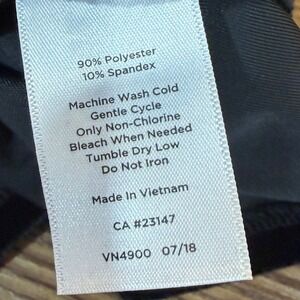 90% Polyester
10% Spandex
Machine Wash Cold
Gentle Cycle
Only Non-Chlorine
Bleach When Needed
Tumble Dry Low
Do Not Iron
Made In Vietnam
CA #23147
VN4900 07/18